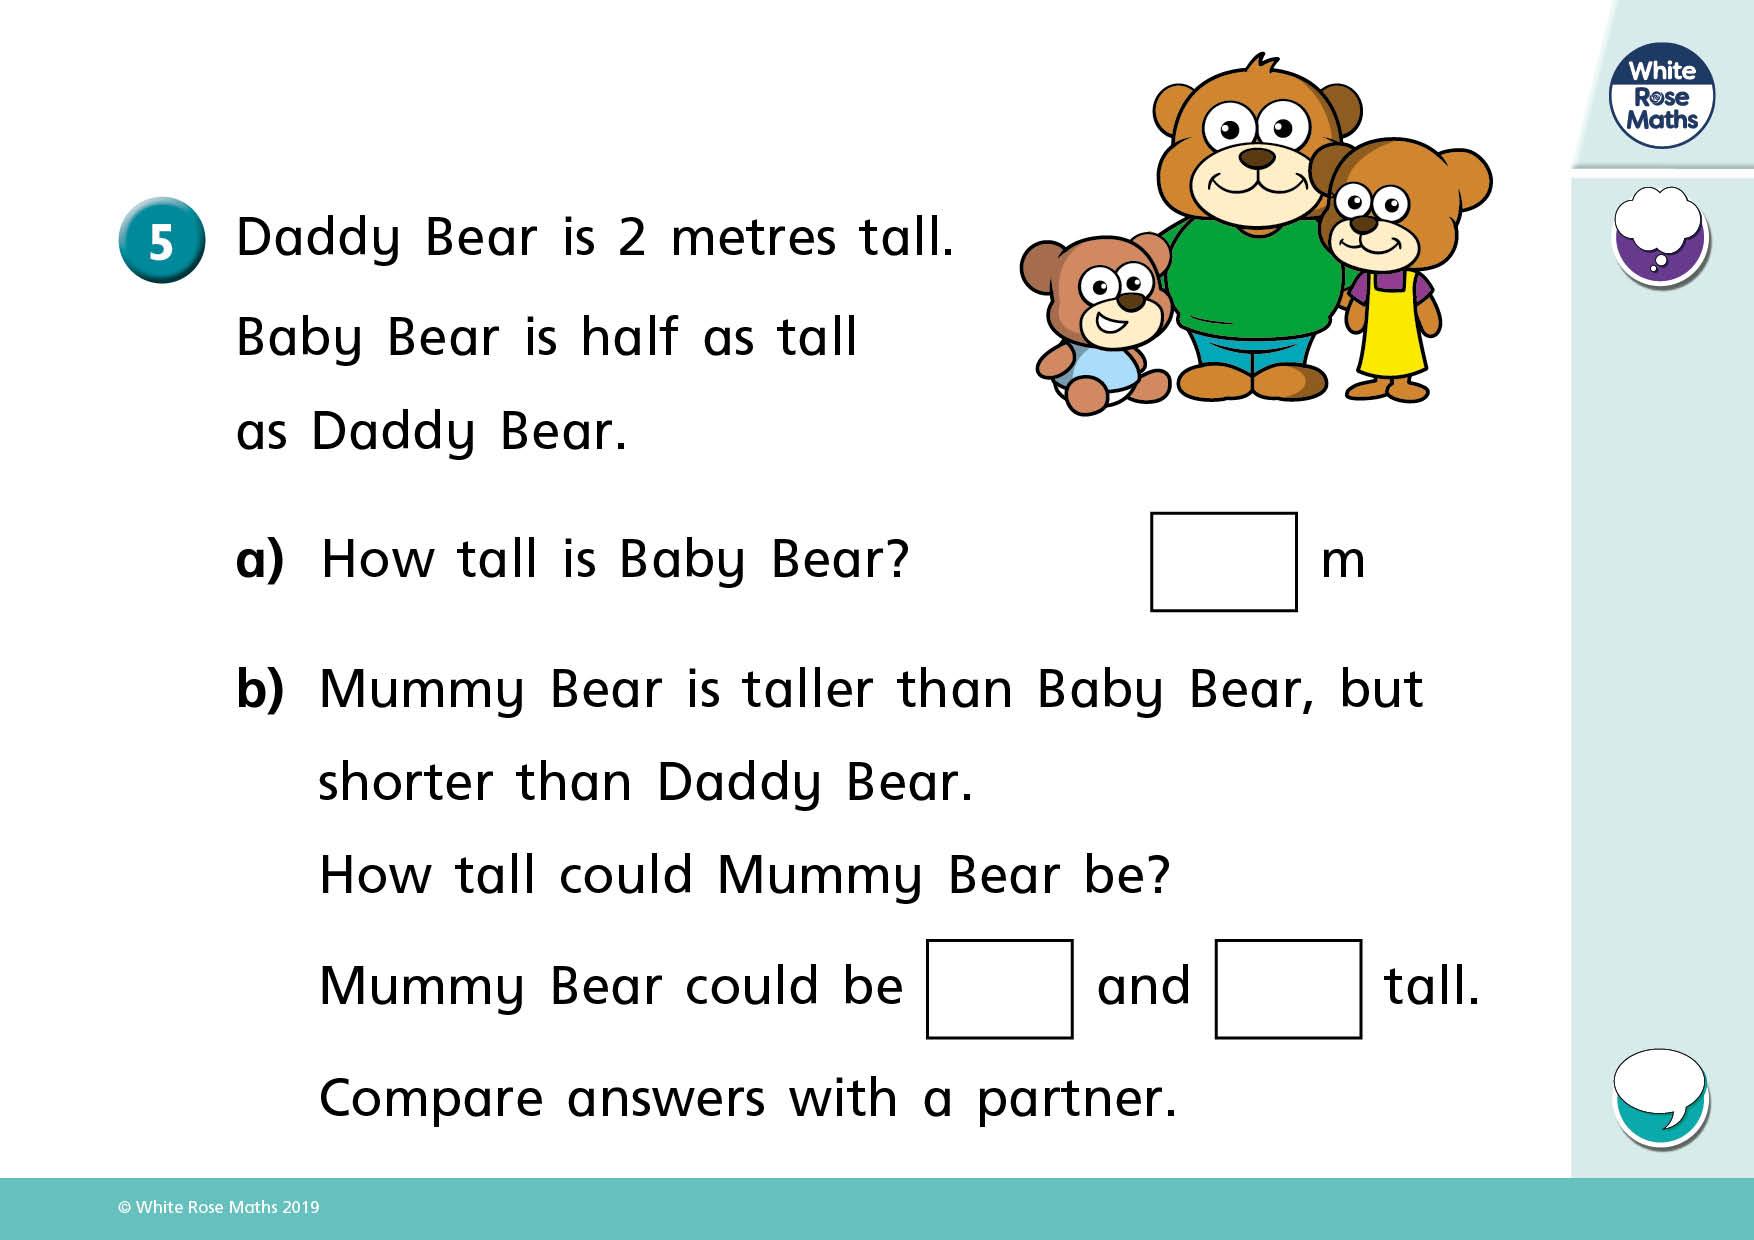 White
Rose
Maths
5 Daddy Bear is 2 metres tall.
Baby Bear is half as tall
as Daddy Bear.
a) How tall is Baby Bear? m
b) Mummy Bear is taller than Baby Bear, but
shorter than Daddy Bear.
How tall could Mummy Bear be?
Mummy Bear could be and tall.
Compare answers with a partner.
© White Rose Maths 2019